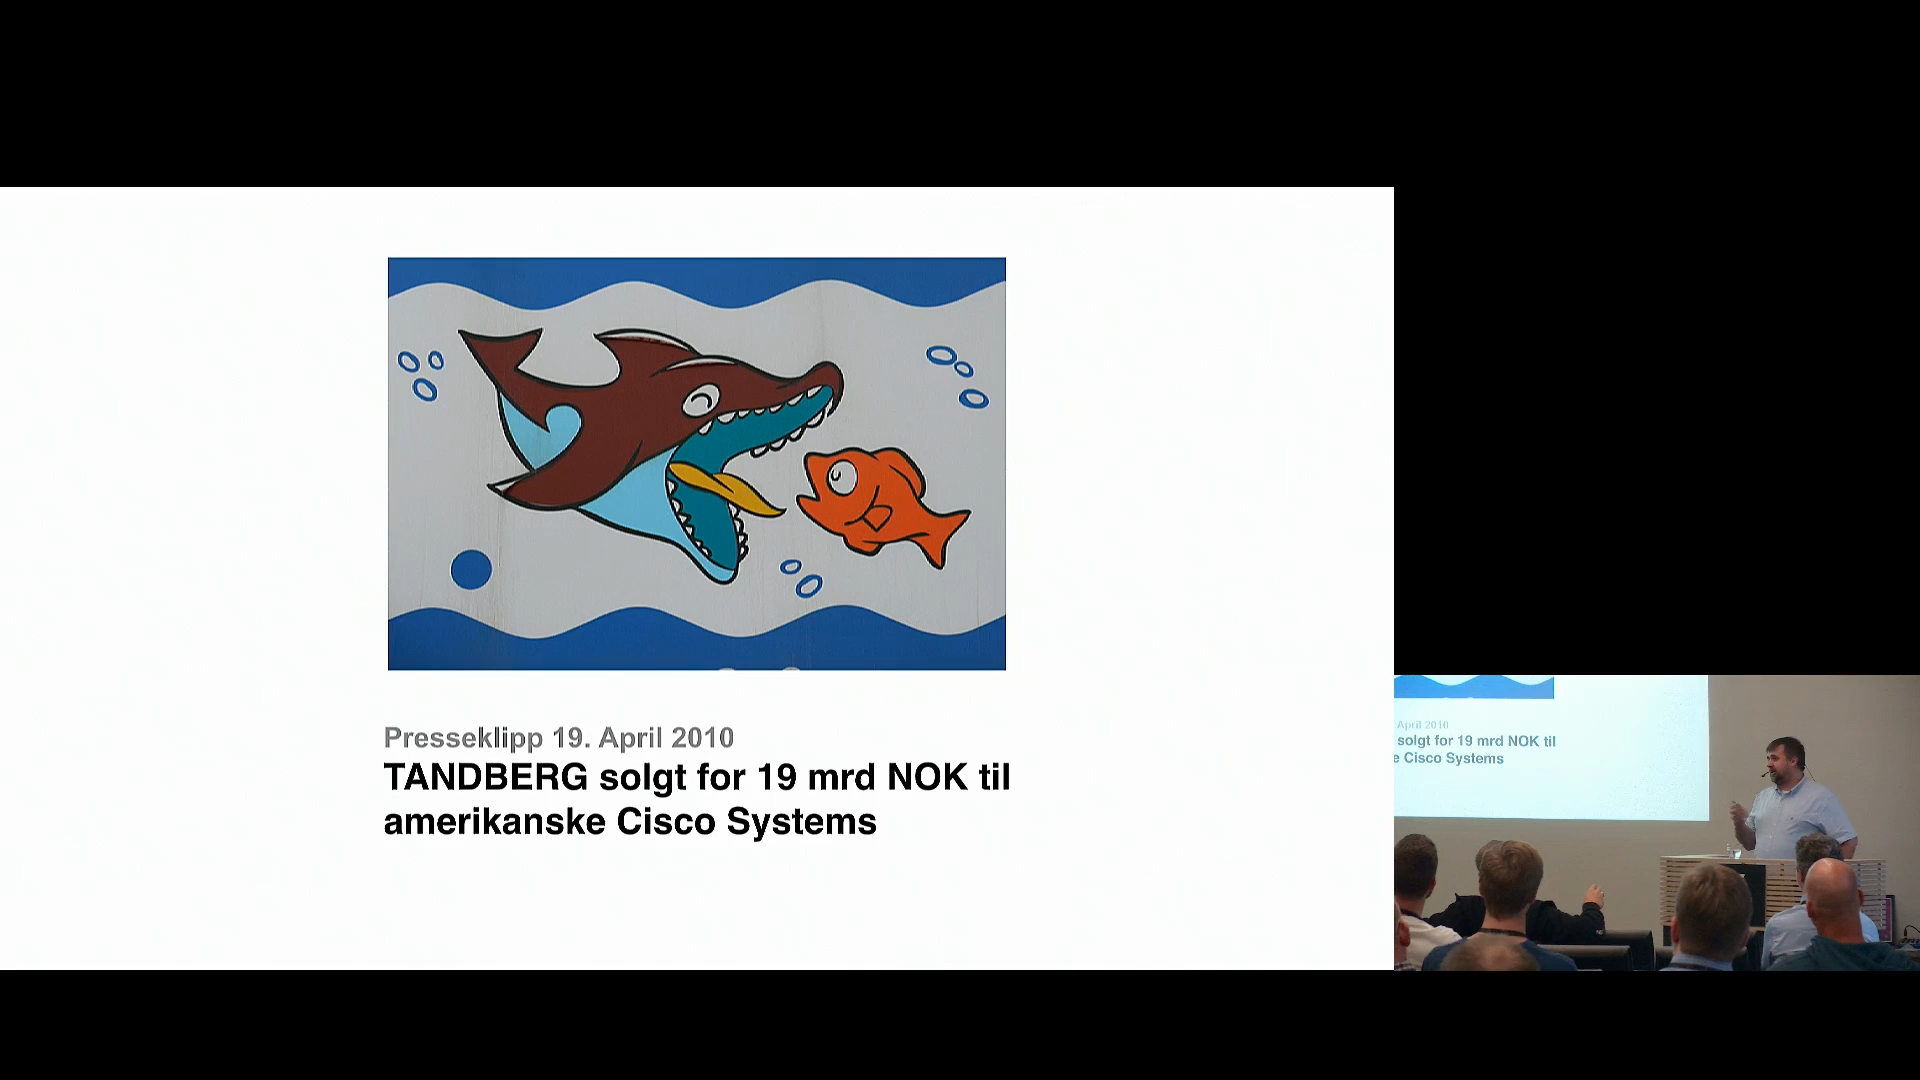 Presseklipp 19. April 2010
TANDBERG solgt for 19 mrd NOK til
amerikanske Cisco Systems
April 2010
solgt for 19 mrd NOK til
e Cisco Systems